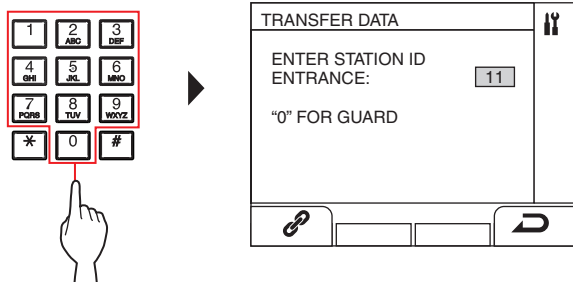 1 2 ABC 3 DEF
4 GHI 5 JKL 6 MNO
7 PQRS 8 TUV 9 WXYZ
* 0 #
TRANSFER DATA
ENTER STATION ID
ENTRANCE: 11
“0” FOR GUARD